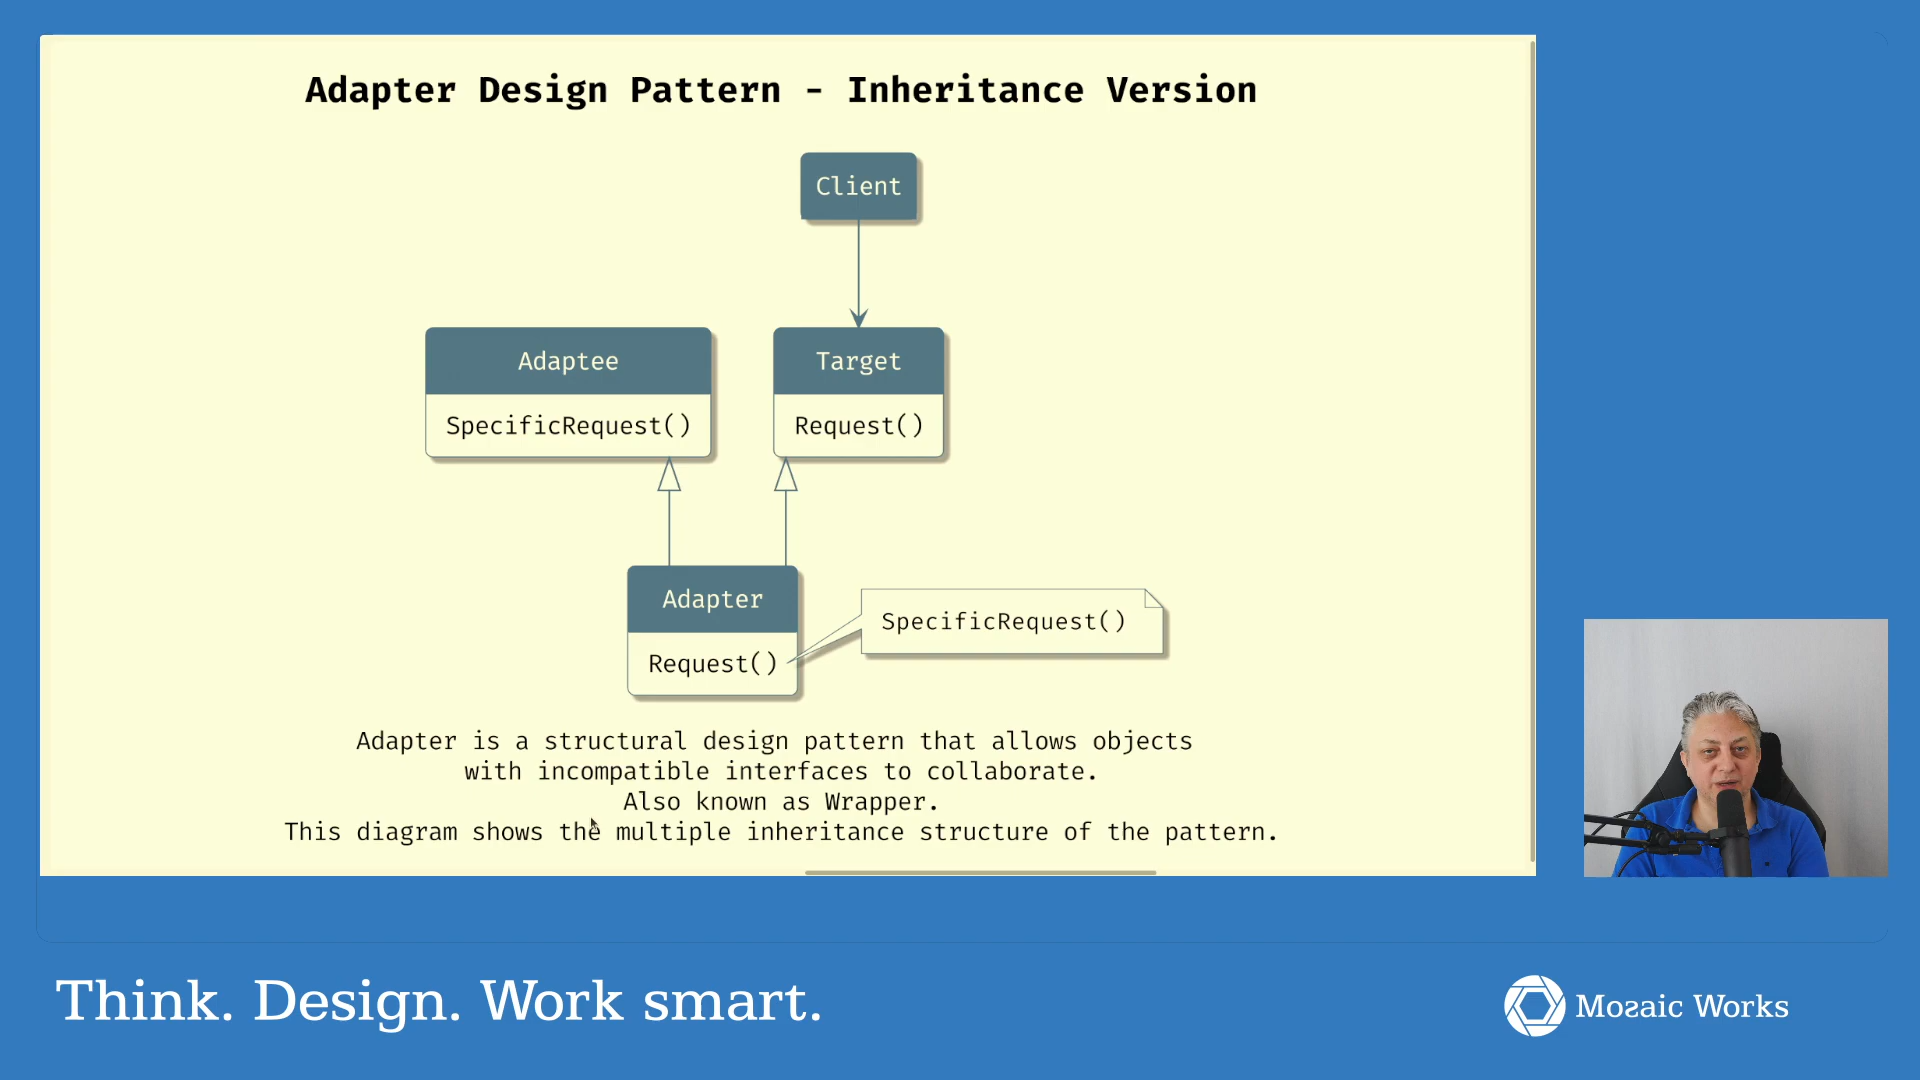 Adapter Design Pattern - Inheritance Version
Client
Adaptee
Target
SpecificRequest()
Request()
Adapter
SpecificRequest()
Request()
Adapter is a structural design pattern that allows objects
with incompatible interfaces to collaborate.
Also known as Wrapper.
This diagram shows the multiple inheritance structure of the pattern.
Think. Design. Work smart.
Mozaic Works